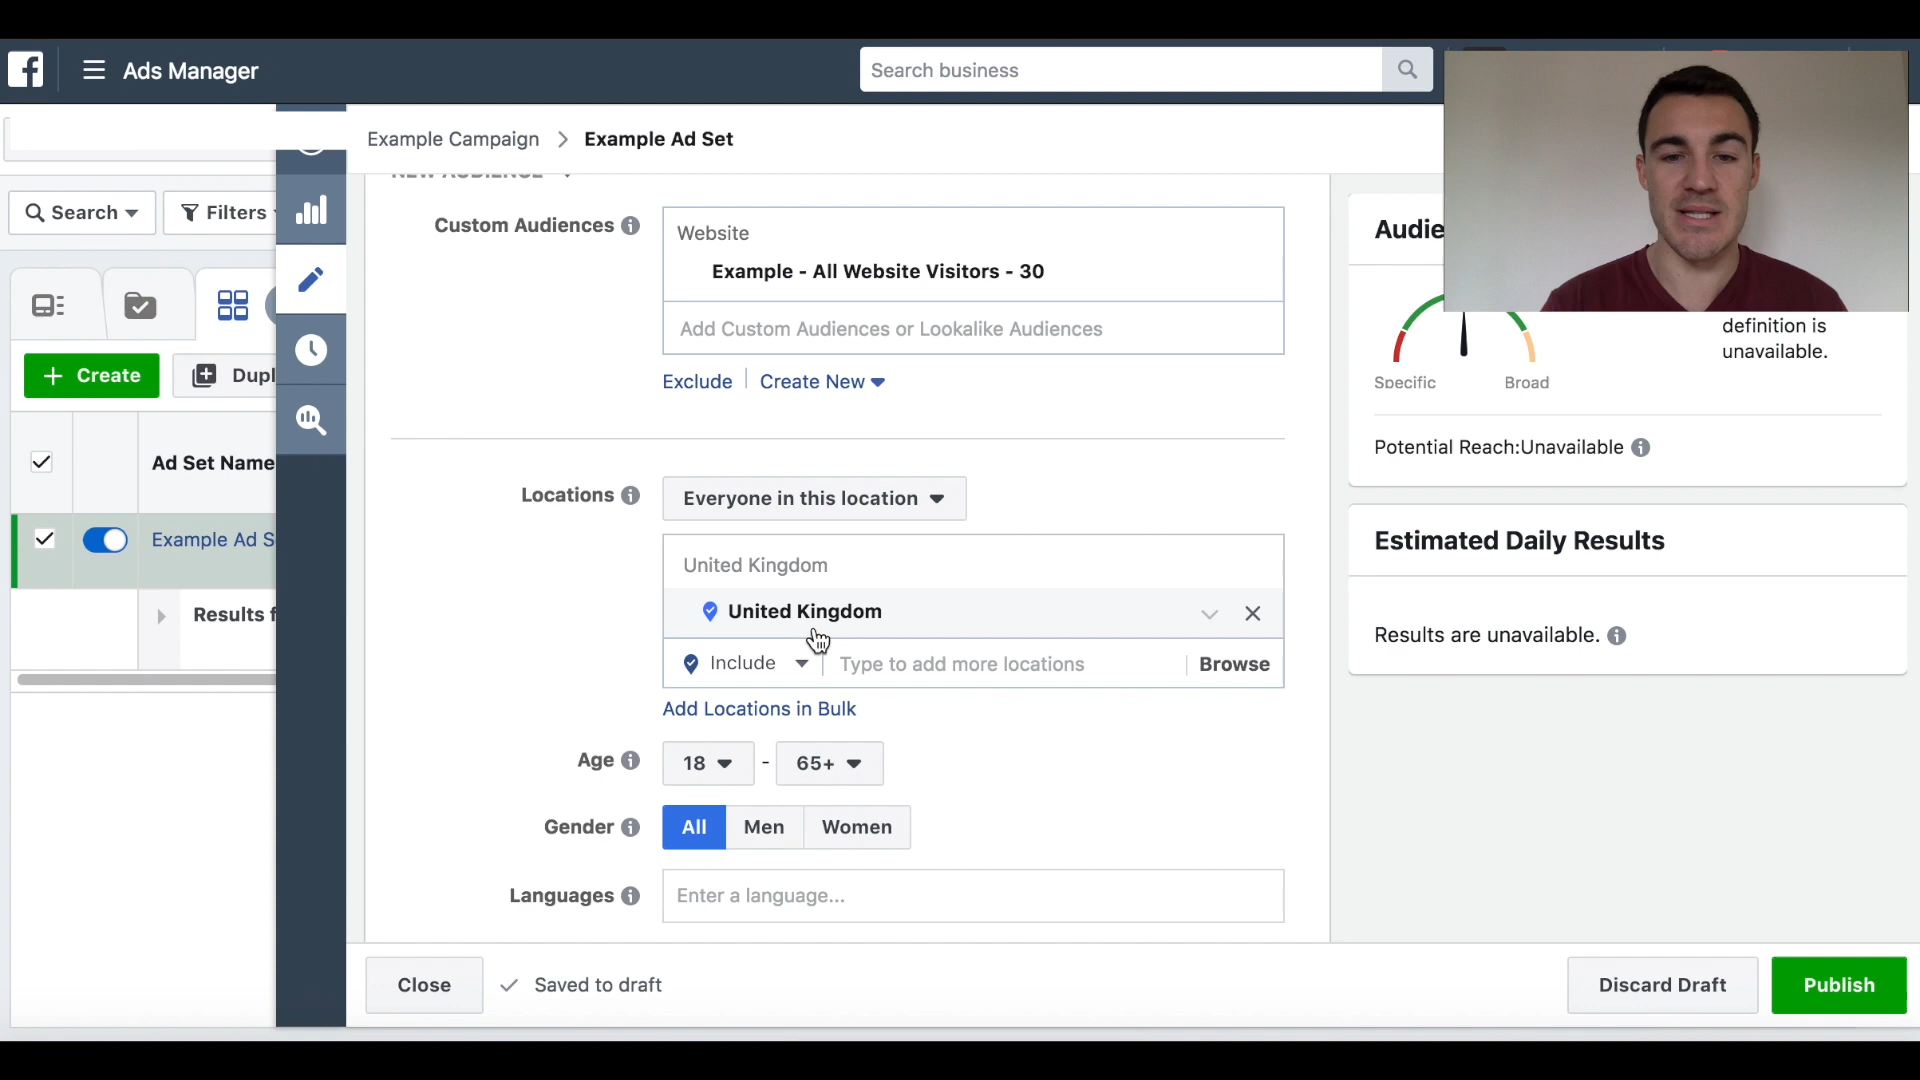 Ads Manager
Search business
Example Campaign
Example Ad Set
NEW AUDIENCE
Search
Filters
Custom Audiences
Website
Example - All Website Visitors - 30
Add Custom Audiences or Lookalike Audiences
Exclude
Create New
Create
Dupl
Ad Set Name
Example Ad S
Results f
Locations
Everyone in this location
United Kingdom
United Kingdom
Include
Type to add more locations
Browse
Add Locations in Bulk
Age
18
-
65+
Gender
All
Men
Women
Languages
Enter a language...
Close
Saved to draft
Discard Draft
Publish
Audie
definition is
unavailable.
Specific
Broad
Potential Reach:Unavailable
Estimated Daily Results
Results are unavailable.